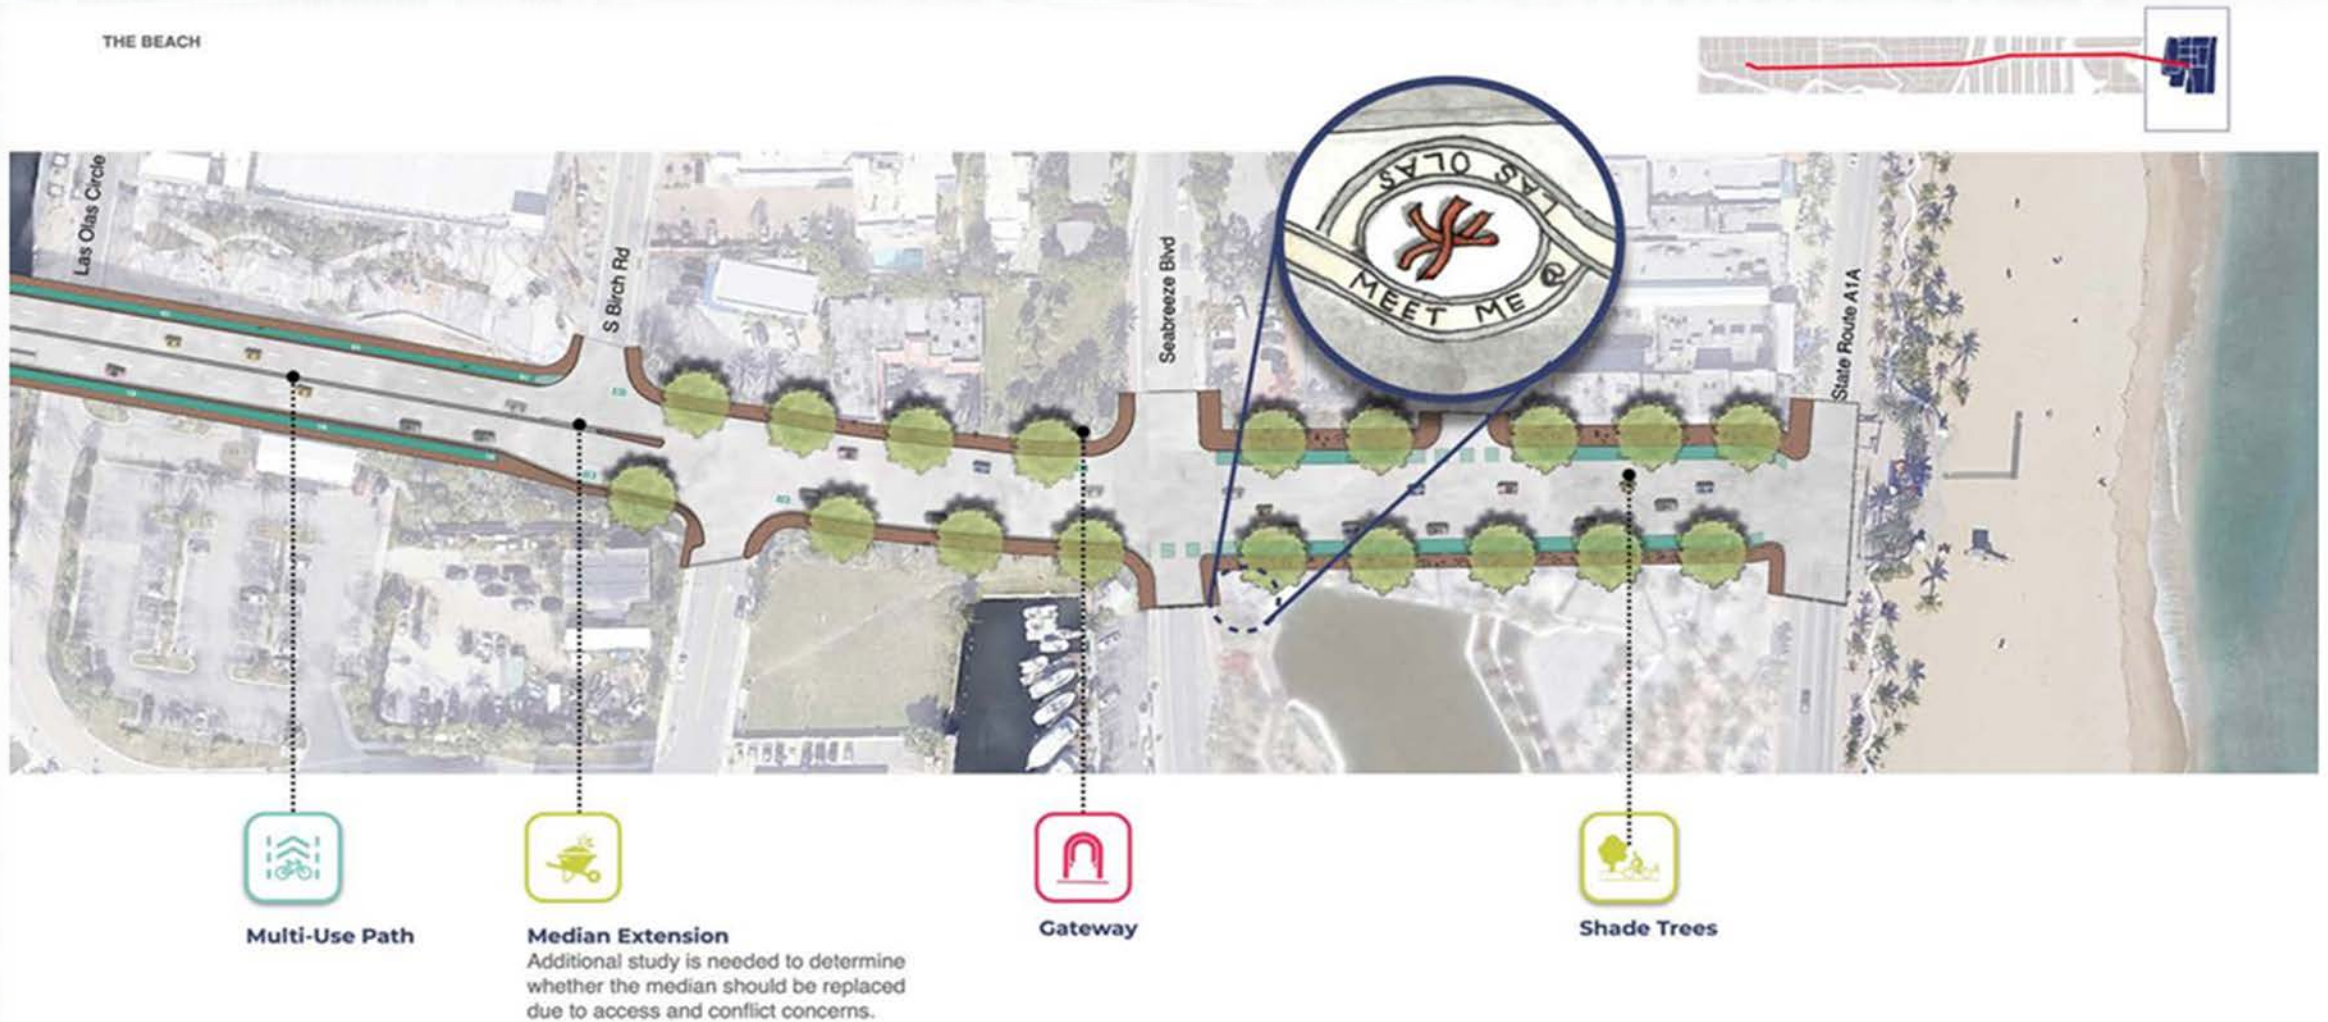 THE BEACH
Las Olas Circle
S Birch Rd
Seabreeze Blvd
LAS OLAS
MEET ME @
State Route A1A
Multi-Use Path
Median Extension
Additional study is needed to determine
whether the median should be replaced
due to access and conflict concerns.
Gateway
Shade Trees